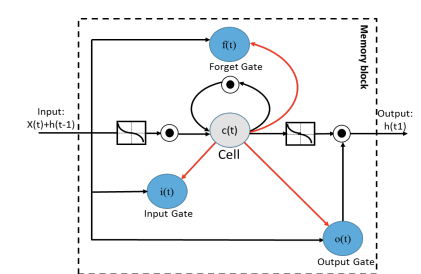 f(t)
Forget Gate
Memory block
Input:
X(t)+h(t-1)
c(t)
Cell
Output:
h(t1)
i(t)
Input Gate
o(t)
Output Gate